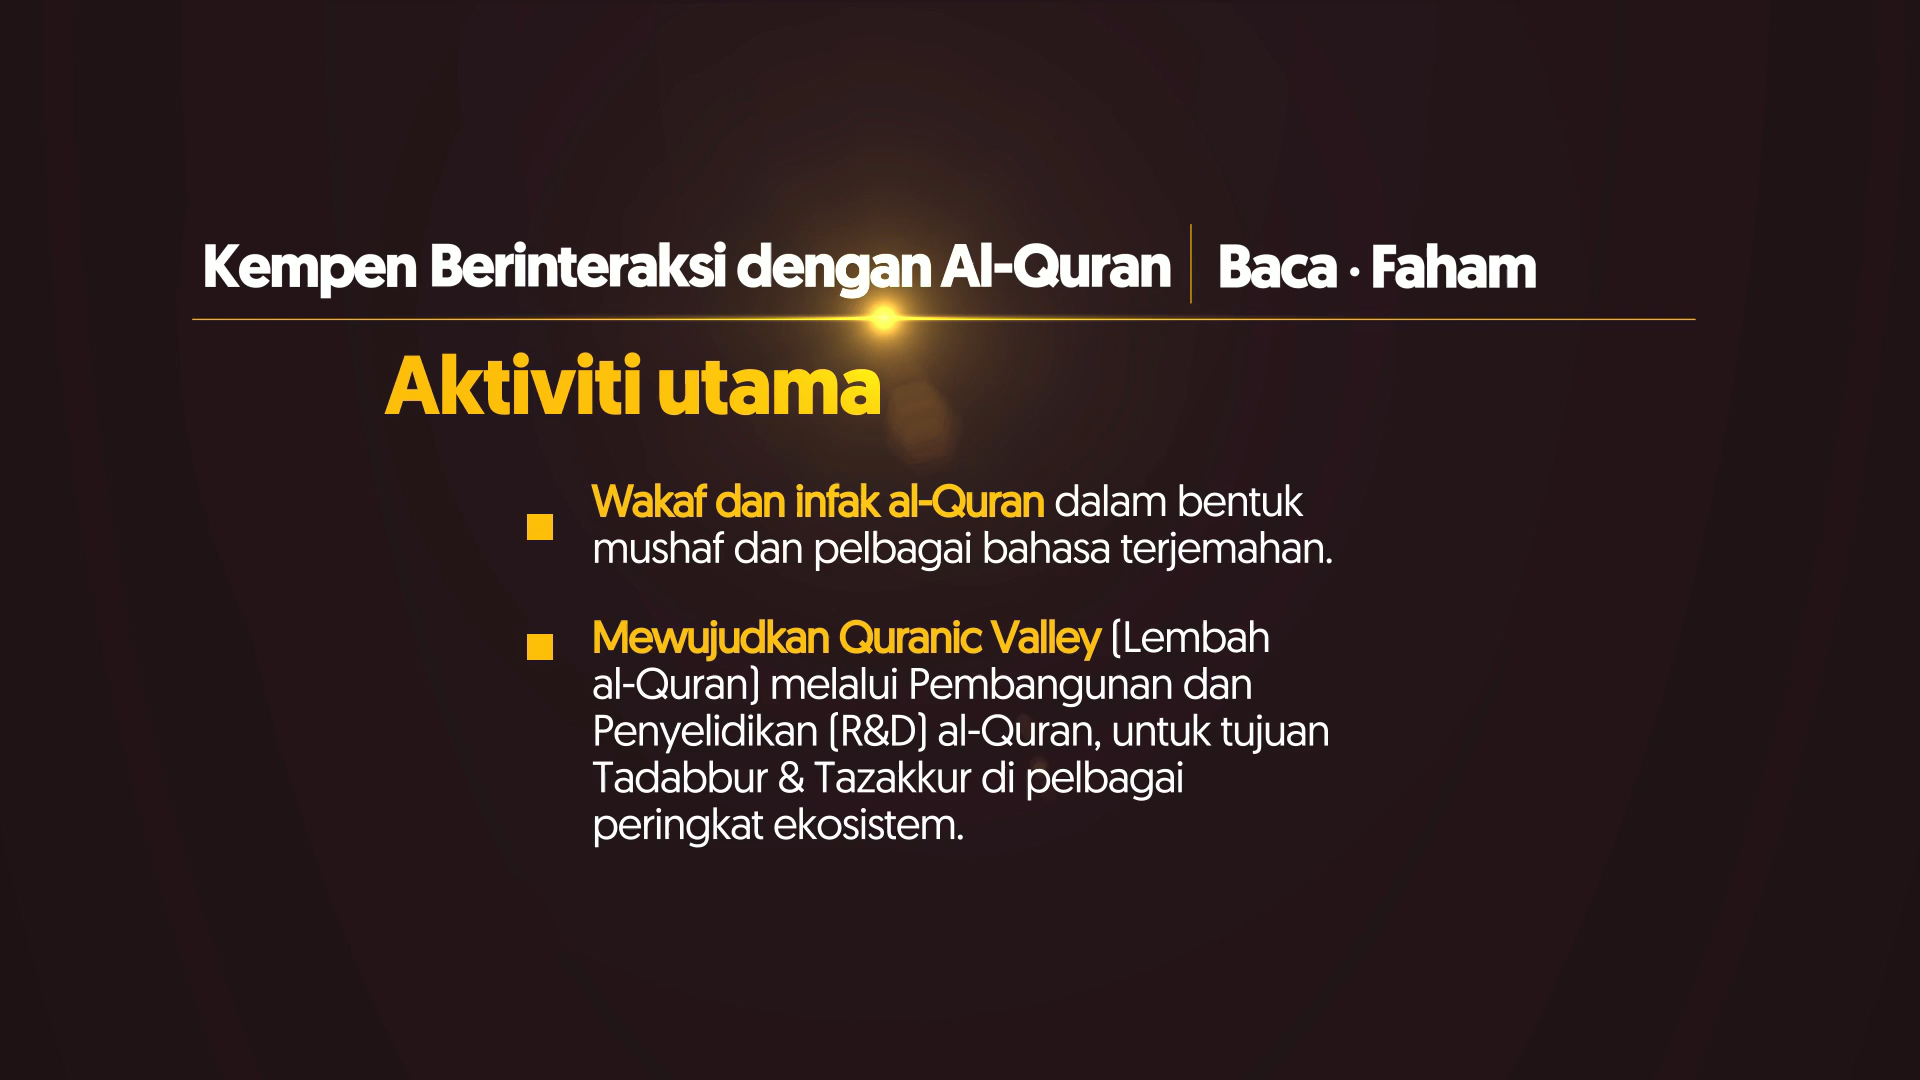 Kempen Berinteraksi dengan Al-Quran | Baca · Faham
Aktiviti utama
Wakaf dan infak al-Quran dalam bentuk
mushaf dan pelbagai bahasa terjemahan.
Mewujudkan Quranic Valley (Lembah
al-Quran) melalui Pembangunan dan
Penyelidikan (R&D) al-Quran, untuk tujuan
Tadabbur & Tazakkur di pelbagai
peringkat ekosistem.